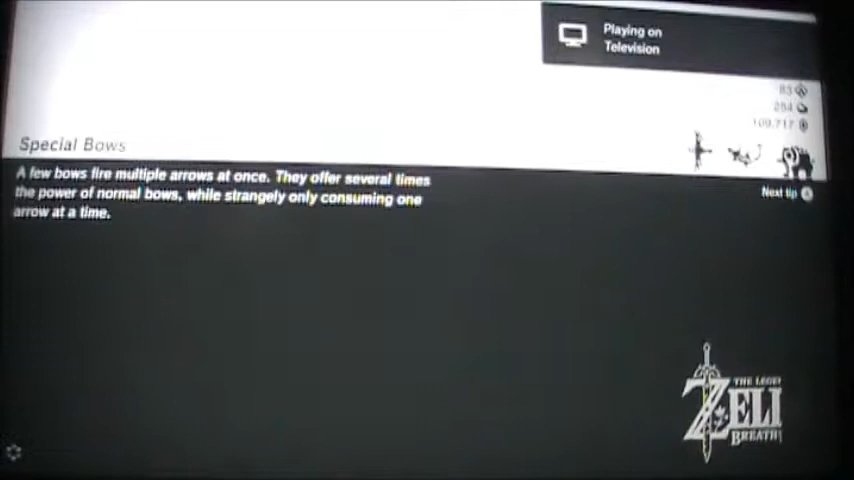 Playing on
Television
83
284
109,717
Special Bows
A few bows fire multiple arrows at once. They offer several times
the power of normal bows, while strangely only consuming one
arrow at a time.
Next tip A
THE LEGE
ZELI
BREATH